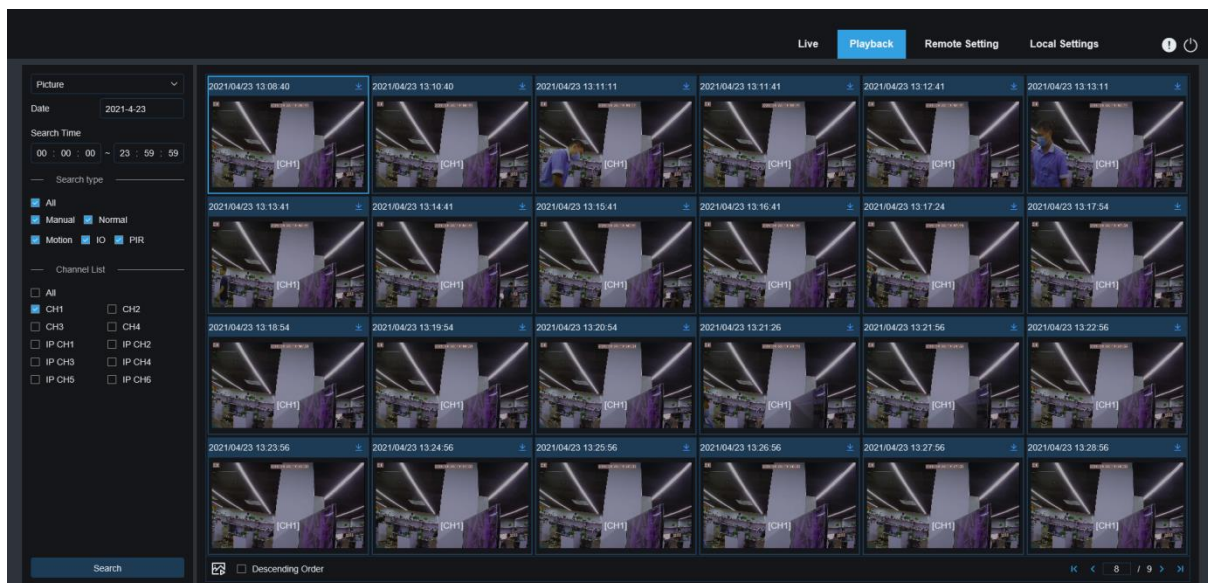 Live Playback Remote Setting Local Settings
Picture
Date 2021-4-23
Search Time
00 : 00 : 00 ~ 23 : 59 : 59
Search type
All
Manual Normal
Motion IO PIR
Channel List
All
CH1 CH2
CH3 CH4
IP CH1 IP CH2
IP CH3 IP CH4
IP CH5 IP CH6
Search
2021/04/23 13:08:40 2021/04/23 13:10:40 2021/04/23 13:11:11 2021/04/23 13:11:41 2021/04/23 13:12:41 2021/04/23 13:13:11
[CH1] [CH1] [CH1] [CH1] [CH1] [CH1]
2021/04/23 13:13:41 2021/04/23 13:14:41 2021/04/23 13:15:41 2021/04/23 13:16:41 2021/04/23 13:17:24 2021/04/23 13:17:54
[CH1] [CH1] [CH1] [CH1] [CH1] [CH1]
2021/04/23 13:18:54 2021/04/23 13:19:54 2021/04/23 13:20:54 2021/04/23 13:21:26 2021/04/23 13:21:56 2021/04/23 13:22:56
[CH1] [CH1] [CH1] [CH1] [CH1] [CH1]
2021/04/23 13:23:56 2021/04/23 13:24:56 2021/04/23 13:25:56 2021/04/23 13:26:56 2021/04/23 13:27:56 2021/04/23 13:28:56
[CH1] [CH1] [CH1] [CH1] [CH1] [CH1]
Descending Order 8 / 9